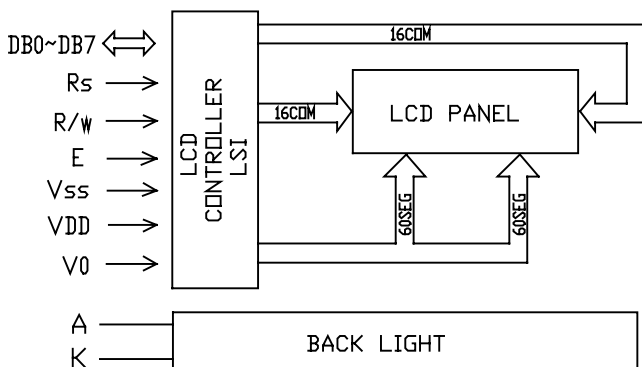 DB0~DB7
Rs
R/w
E
Vss
VDD
V0
LCD
CONTROLLER
LSI
16COM
16COM
LCD PANEL
60SEG
60SEG
A
K
BACK LIGHT